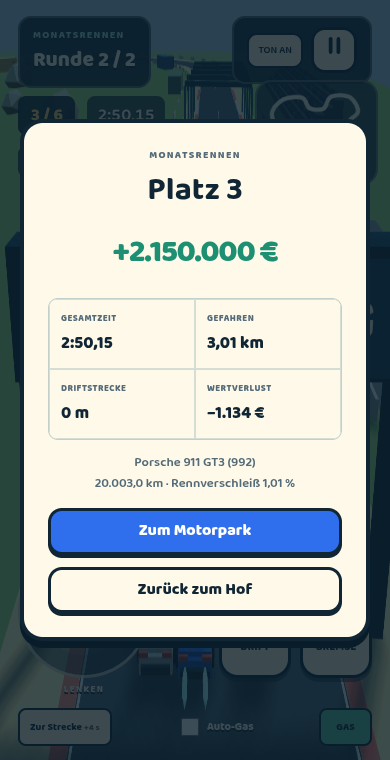 MONATSRENNEN
Runde 2 / 2
TON AN
3 / 6
2:50,15
MONATSRENNEN
Platz 3
+2.150.000 €
GESAMTZEIT
2:50,15
GEFAHREN
3,01 km
DRIFTSTRECKE
0 m
WERTVERLUST
−1.134 €
Porsche 911 GT3 (992)
20.003,0 km · Rennverschleiß 1,01 %
Zum Motorpark
Zurück zum Hof
LENKEN
Zur Strecke +4 s
Auto-Gas
GAS